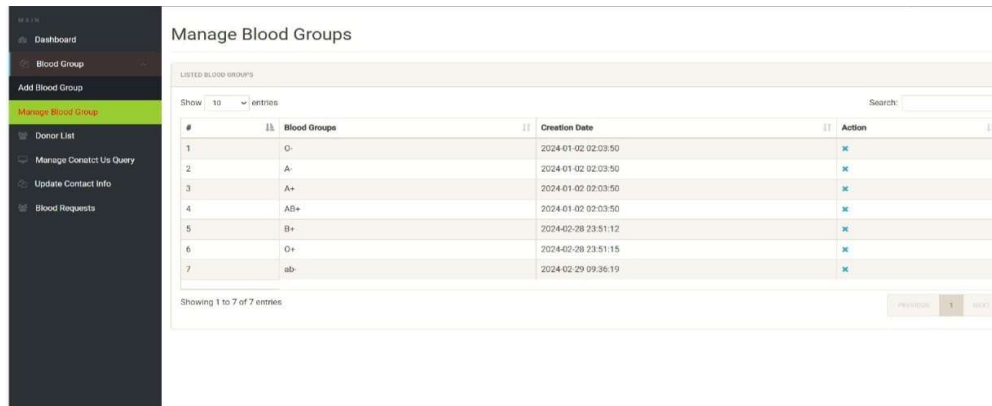 MAIN
Dashboard
Blood Group
Add Blood Group
Manage Blood Group
Donor List
Manage Conatct Us Query
Update Contact Info
Blood Requests
Manage Blood Groups
LISTED BLOOD GROUPS
Show 10 entries
Search:
# Blood Groups Creation Date Action
1 O- 2024-01-02 02:03:50
2 A- 2024-01-02 02:03:50
3 A+ 2024-01-02 02:03:50
4 AB+ 2024-01-02 02:03:50
5 B+ 2024-02-28 23:51:12
6 O+ 2024-02-28 23:51:15
7 ab- 2024-02-29 09:36:19
Showing 1 to 7 of 7 entries
PREVIOUS 1 NEXT